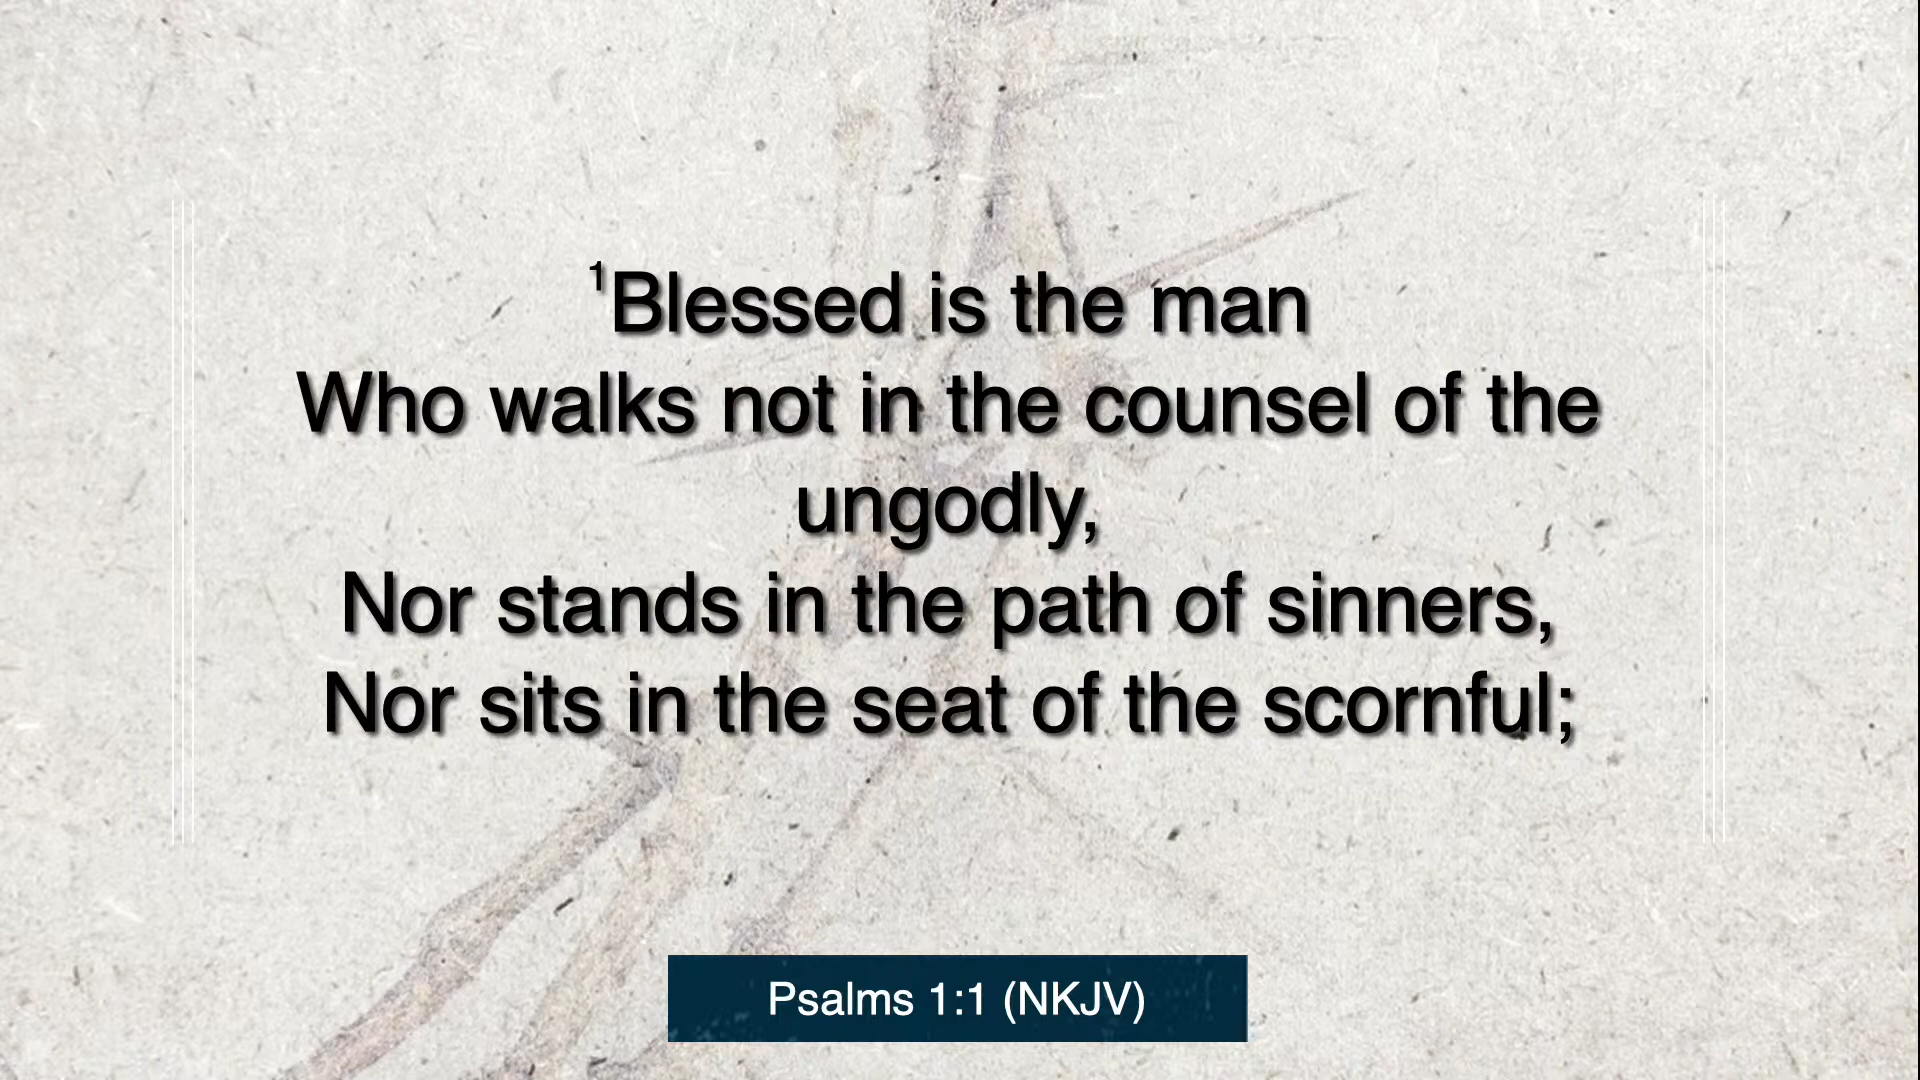 ¹Blessed is the man
Who walks not in the counsel of the
ungodly,
Nor stands in the path of sinners,
Nor sits in the seat of the scornful;
Psalms 1:1 (NKJV)